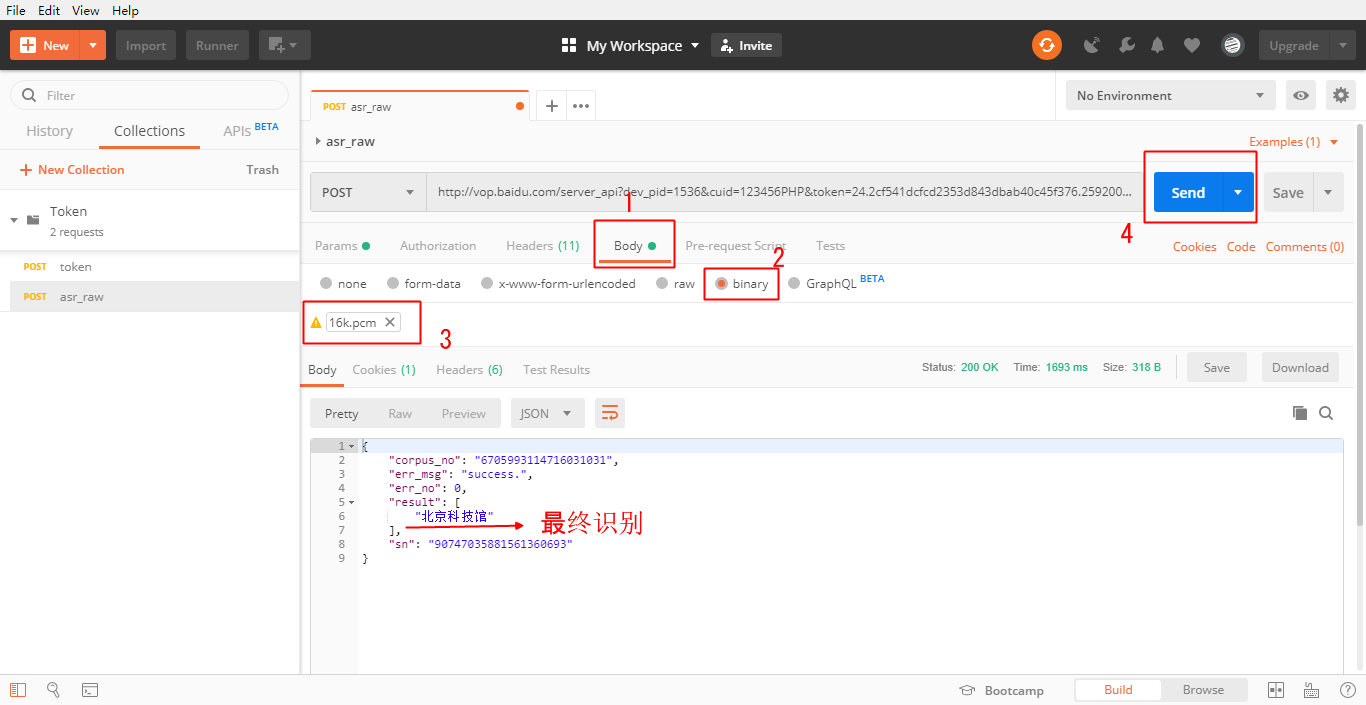 File Edit View Help
New Import Runner My Workspace Invite Upgrade
Filter
History Collections APIs BETA
New Collection Trash
Token
2 requests
POST token
POST asr_raw
POST asr_raw
No Environment
asr_raw
Examples (1)
POST http://vop.baidu.com/server_api?dev_pid=1536&cuid=123456PHP&token=24.2cf541dcfcd2353d843dbab40c45f376.259200... Send Save
1
4
Params Authorization Headers (11) Body Pre-request Script Tests Cookies Code Comments (0)
2
none form-data x-www-form-urlencoded raw binary GraphQL BETA
16k.pcm
3
Body Cookies (1) Headers (6) Test Results Status: 200 OK Time: 1693 ms Size: 318 B Save Download
Pretty Raw Preview JSON
1 {
2 "corpus_no": "6705993114716031031",
3 "err_msg": "success.",
4 "err_no": 0,
5 "result": [
6 "北京科技馆"
最终识别
7 ],
8 "sn": "90747035881561360693"
9 }
Bootcamp Build Browse